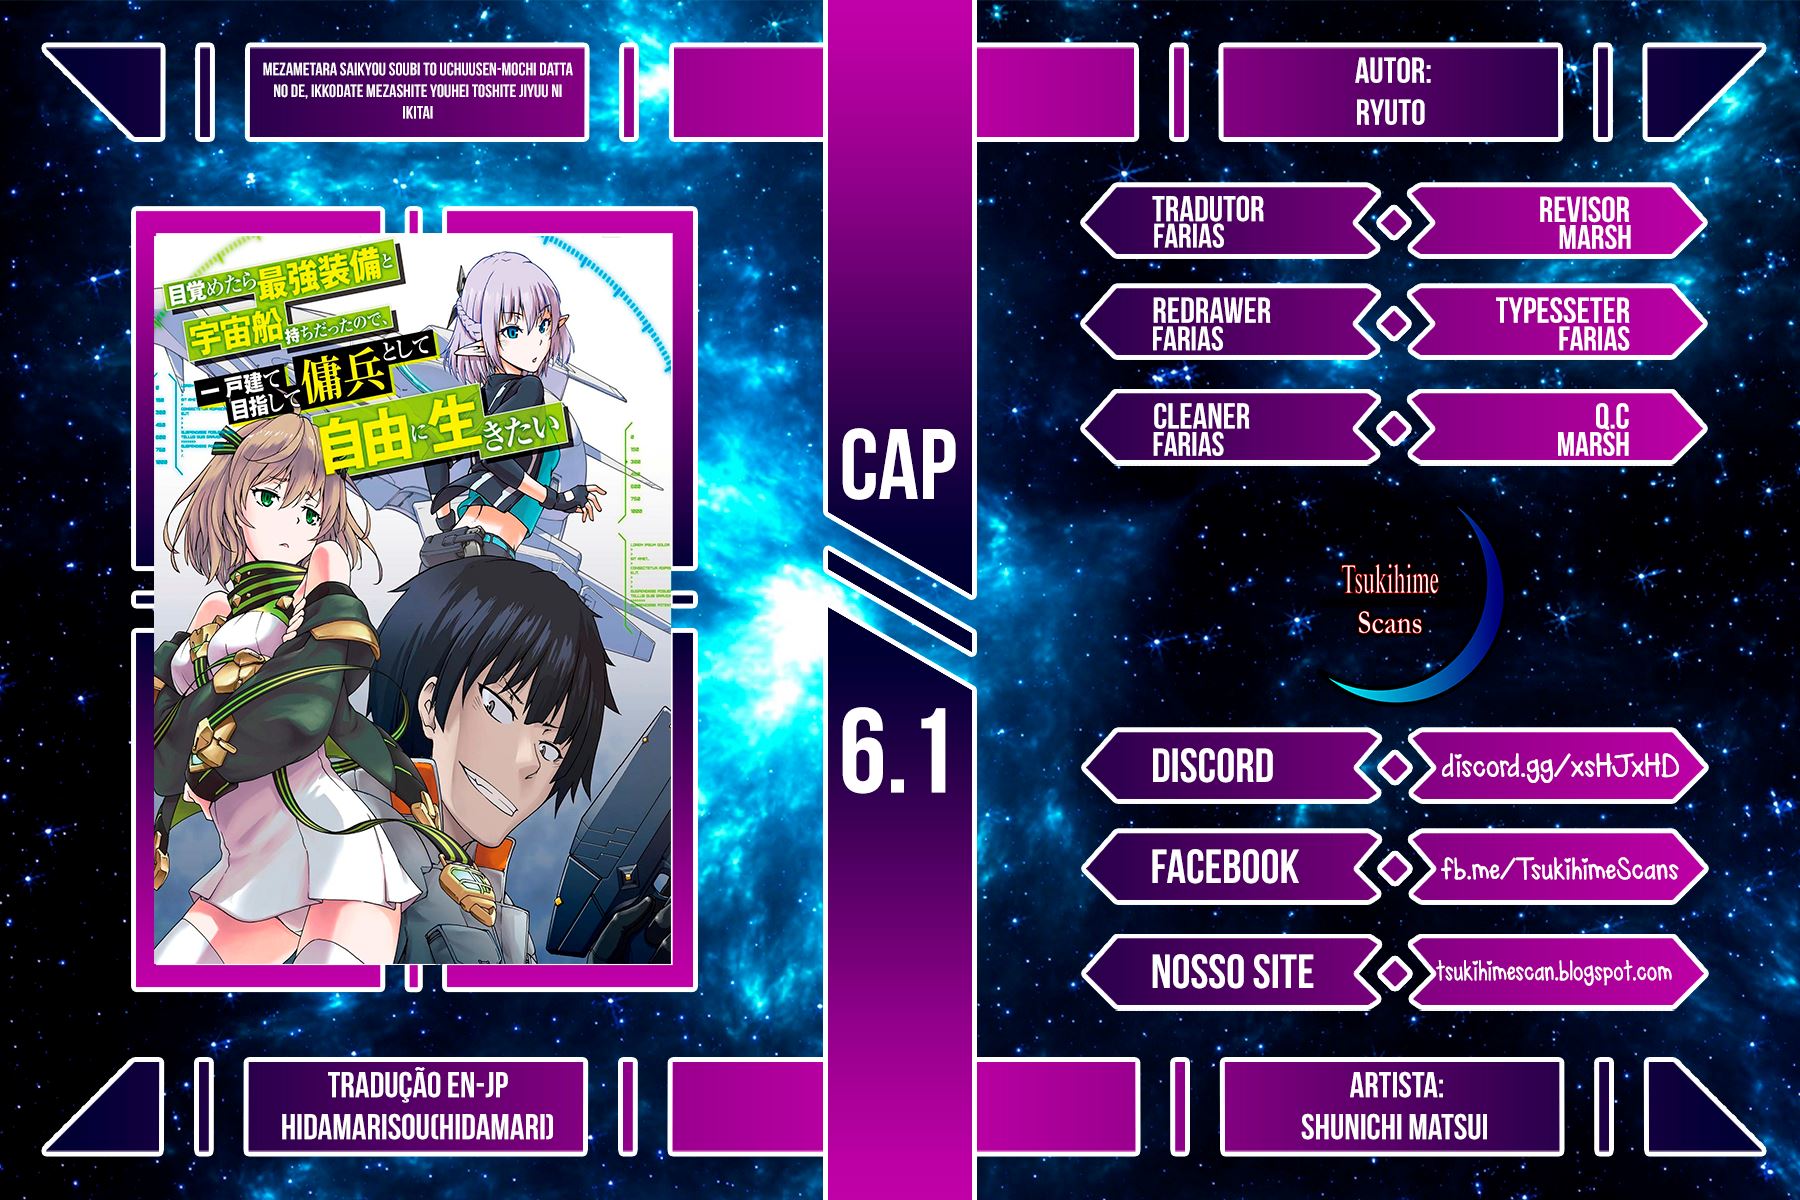 MEZAMETARA SAIKYOU SOUBI TO UCHUUSEN-MOCHI DATTA
NO DE, IKKODATE MEZASHITE YOUHEI TOSHITE JIYUU NI
IKITAI
目覚めたら最強装備と
宇宙船持ちだったので、
一戸建て
目指して傭兵として
自由に生きたい
TRADUÇÃO EN-JP
HIDAMARISOU(HIDAMARI)
CAP
6.1
AUTOR:
RYUTO
TRADUTOR
FARIAS
REVISOR
MARSH
REDRAWER
FARIAS
TYPESSETER
FARIAS
CLEANER
FARIAS
Q.C
MARSH
Tsukihime
Scans
DISCORD
discord.gg/xsHJxHD
FACEBOOK
fb.me/TsukihimeScans
NOSSO SITE
tsukihimescan.blogspot.com
ARTISTA:
SHUNICHI MATSUI